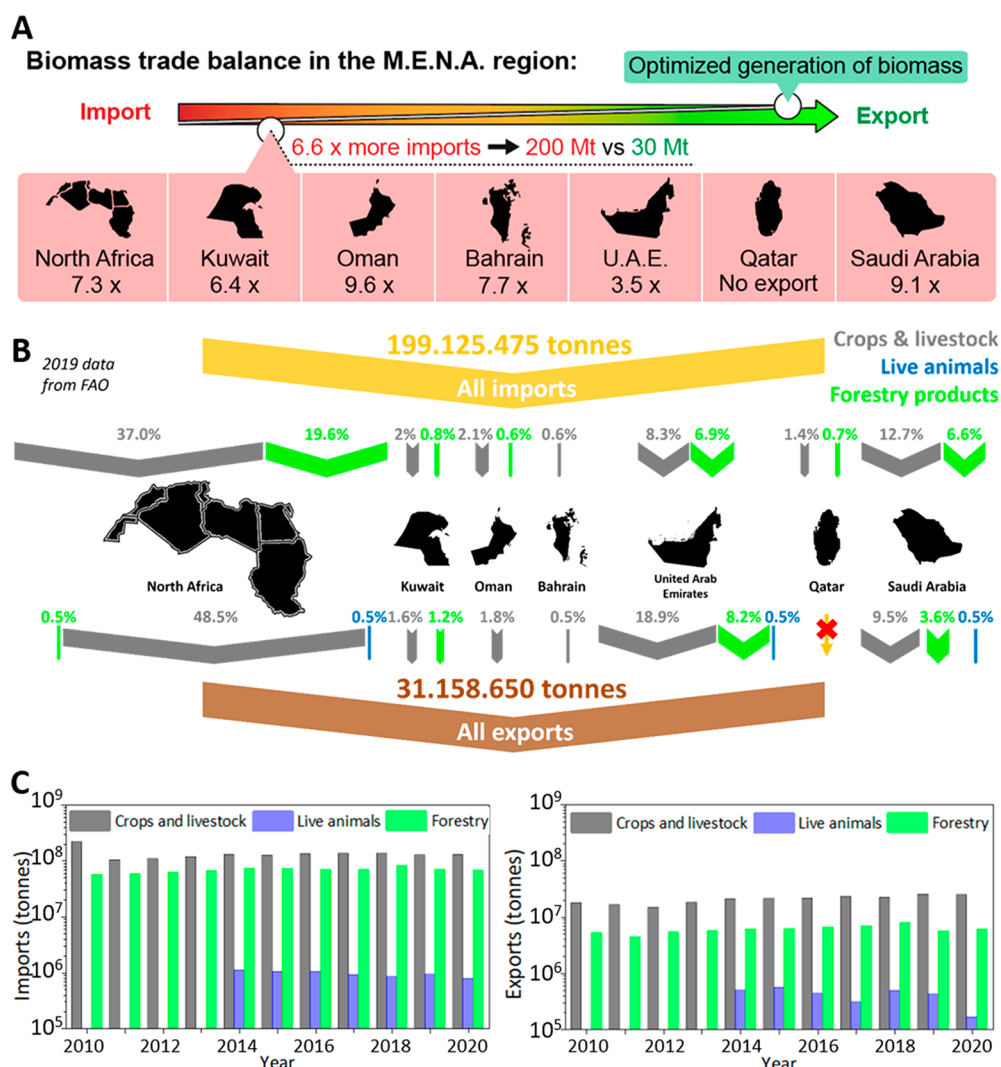 A
Biomass trade balance in the M.E.N.A. region:
Optimized generation of biomass
Import
Export
6.6 x more imports → 200 Mt vs 30 Mt
North Africa
7.3 x
Kuwait
6.4 x
Oman
9.6 x
Bahrain
7.7 x
U.A.E.
3.5 x
Qatar
No export
Saudi Arabia
9.1 x
B
2019 data
from FAO
199.125.475 tonnes
All imports
Crops & livestock
Live animals
Forestry products
37.0%
19.6%
2%
0.8%
2.1%
0.6%
0.6%
8.3%
6.9%
1.4%
0.7%
12.7%
6.6%
North Africa
Kuwait
Oman
Bahrain
United Arab
Emirates
Qatar
Saudi Arabia
0.5%
48.5%
0.5%
1.6%
1.2%
1.8%
0.5%
18.9%
8.2%
0.5%
9.5%
3.6%
0.5%
31.158.650 tonnes
All exports
C
Imports (tonnes)
10⁹
10⁸
10⁷
10⁶
10⁵
Crops and livestock
Live animals
Forestry
2010
2012
2014
2016
2018
2020
Year
Exports (tonnes)
10⁹
10⁸
10⁷
10⁶
10⁵
Crops and livestock
Live animals
Forestry
2010
2012
2014
2016
2018
2020
Year